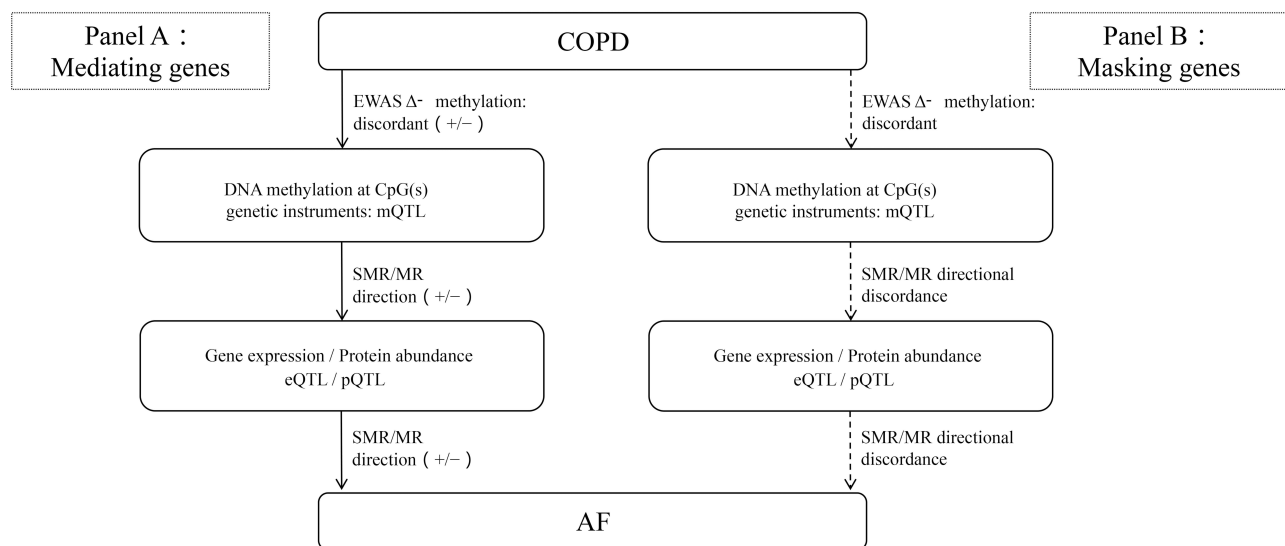 Panel A：
Mediating genes
COPD
Panel B：
Masking genes
EWAS Δ- methylation:
discordant ( +/− )
EWAS Δ- methylation:
discordant
DNA methylation at CpG(s)
genetic instruments: mQTL
DNA methylation at CpG(s)
genetic instruments: mQTL
SMR/MR
direction ( +/− )
SMR/MR directional
discordance
Gene expression / Protein abundance
eQTL / pQTL
Gene expression / Protein abundance
eQTL / pQTL
SMR/MR
direction ( +/− )
SMR/MR directional
discordance
AF